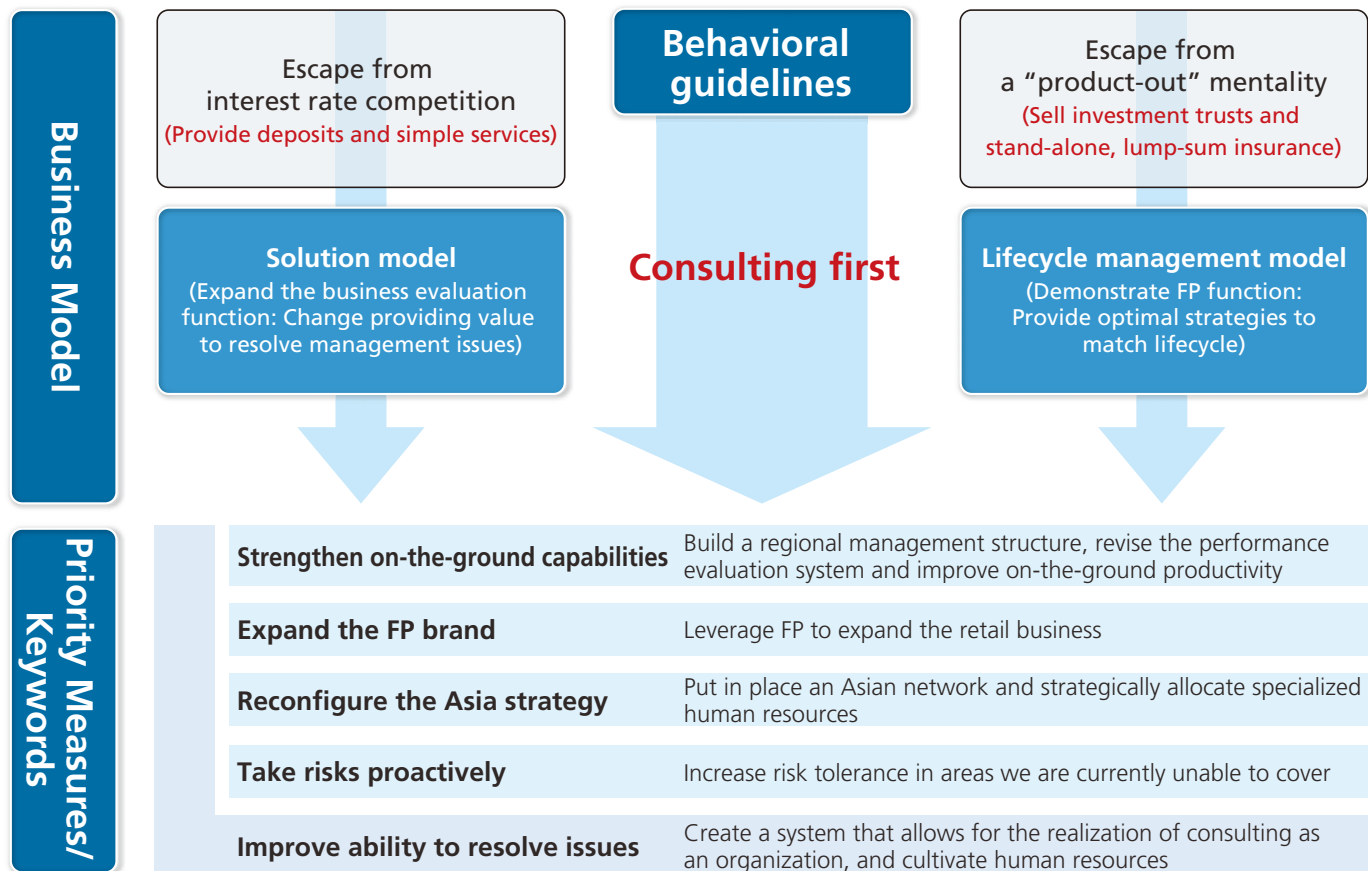 Business Model
Escape from
interest rate competition
(Provide deposits and simple services)
Solution model
(Expand the business evaluation
function: Change providing value
to resolve management issues)
Behavioral
guidelines
Consulting first
Escape from
a “product-out” mentality
(Sell investment trusts and
stand-alone, lump-sum insurance)
Lifecycle management model
(Demonstrate FP function:
Provide optimal strategies to
match lifecycle)
Priority Measures/
Keywords
Strengthen on-the-ground capabilities
Build a regional management structure, revise the performance
evaluation system and improve on-the-ground productivity
Expand the FP brand
Leverage FP to expand the retail business
Reconfigure the Asia strategy
Put in place an Asian network and strategically allocate specialized
human resources
Take risks proactively
Increase risk tolerance in areas we are currently unable to cover
Improve ability to resolve issues
Create a system that allows for the realization of consulting as
an organization, and cultivate human resources